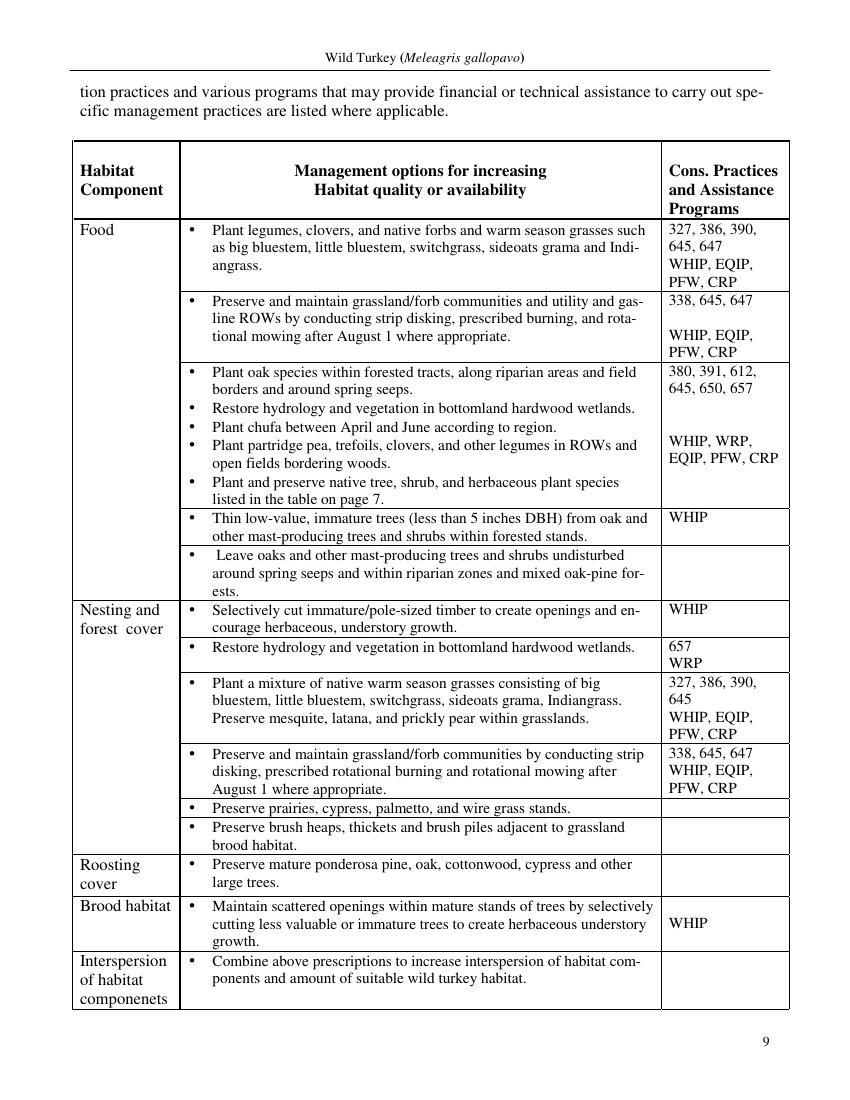 Wild Turkey (Meleagris gallopavo)
tion practices and various programs that may provide financial or technical assistance to carry out spe-
cific management practices are listed where applicable.
Habitat
Component
Management options for increasing
Habitat quality or availability
Cons. Practices
and Assistance
Programs
Food
• Plant legumes, clovers, and native forbs and warm season grasses such
as big bluestem, little bluestem, switchgrass, sideoats grama and Indi-
angrass.
327, 386, 390,
645, 647
WHIP, EQIP,
PFW, CRP
• Preserve and maintain grassland/forb communities and utility and gas-
line ROWs by conducting strip disking, prescribed burning, and rota-
tional mowing after August 1 where appropriate.
338, 645, 647
WHIP, EQIP,
PFW, CRP
• Plant oak species within forested tracts, along riparian areas and field
borders and around spring seeps.
• Restore hydrology and vegetation in bottomland hardwood wetlands.
• Plant chufa between April and June according to region.
• Plant partridge pea, trefoils, clovers, and other legumes in ROWs and
open fields bordering woods.
• Plant and preserve native tree, shrub, and herbaceous plant species
listed in the table on page 7.
380, 391, 612,
645, 650, 657
WHIP, WRP,
EQIP, PFW, CRP
• Thin low-value, immature trees (less than 5 inches DBH) from oak and
other mast-producing trees and shrubs within forested stands.
WHIP
• Leave oaks and other mast-producing trees and shrubs undisturbed
around spring seeps and within riparian zones and mixed oak-pine for-
ests.
Nesting and
forest cover
• Selectively cut immature/pole-sized timber to create openings and en-
courage herbaceous, understory growth.
WHIP
• Restore hydrology and vegetation in bottomland hardwood wetlands.
657
WRP
• Plant a mixture of native warm season grasses consisting of big
bluestem, little bluestem, switchgrass, sideoats grama, Indiangrass.
Preserve mesquite, latana, and prickly pear within grasslands.
327, 386, 390,
645
WHIP, EQIP,
PFW, CRP
• Preserve and maintain grassland/forb communities by conducting strip
disking, prescribed rotational burning and rotational mowing after
August 1 where appropriate.
338, 645, 647
WHIP, EQIP,
PFW, CRP
• Preserve prairies, cypress, palmetto, and wire grass stands.
• Preserve brush heaps, thickets and brush piles adjacent to grassland
brood habitat.
Roosting
cover
• Preserve mature ponderosa pine, oak, cottonwood, cypress and other
large trees.
Brood habitat
• Maintain scattered openings within mature stands of trees by selectively
cutting less valuable or immature trees to create herbaceous understory
growth.
WHIP
Interspersion
of habitat
componenets
• Combine above prescriptions to increase interspersion of habitat com-
ponents and amount of suitable wild turkey habitat.
9